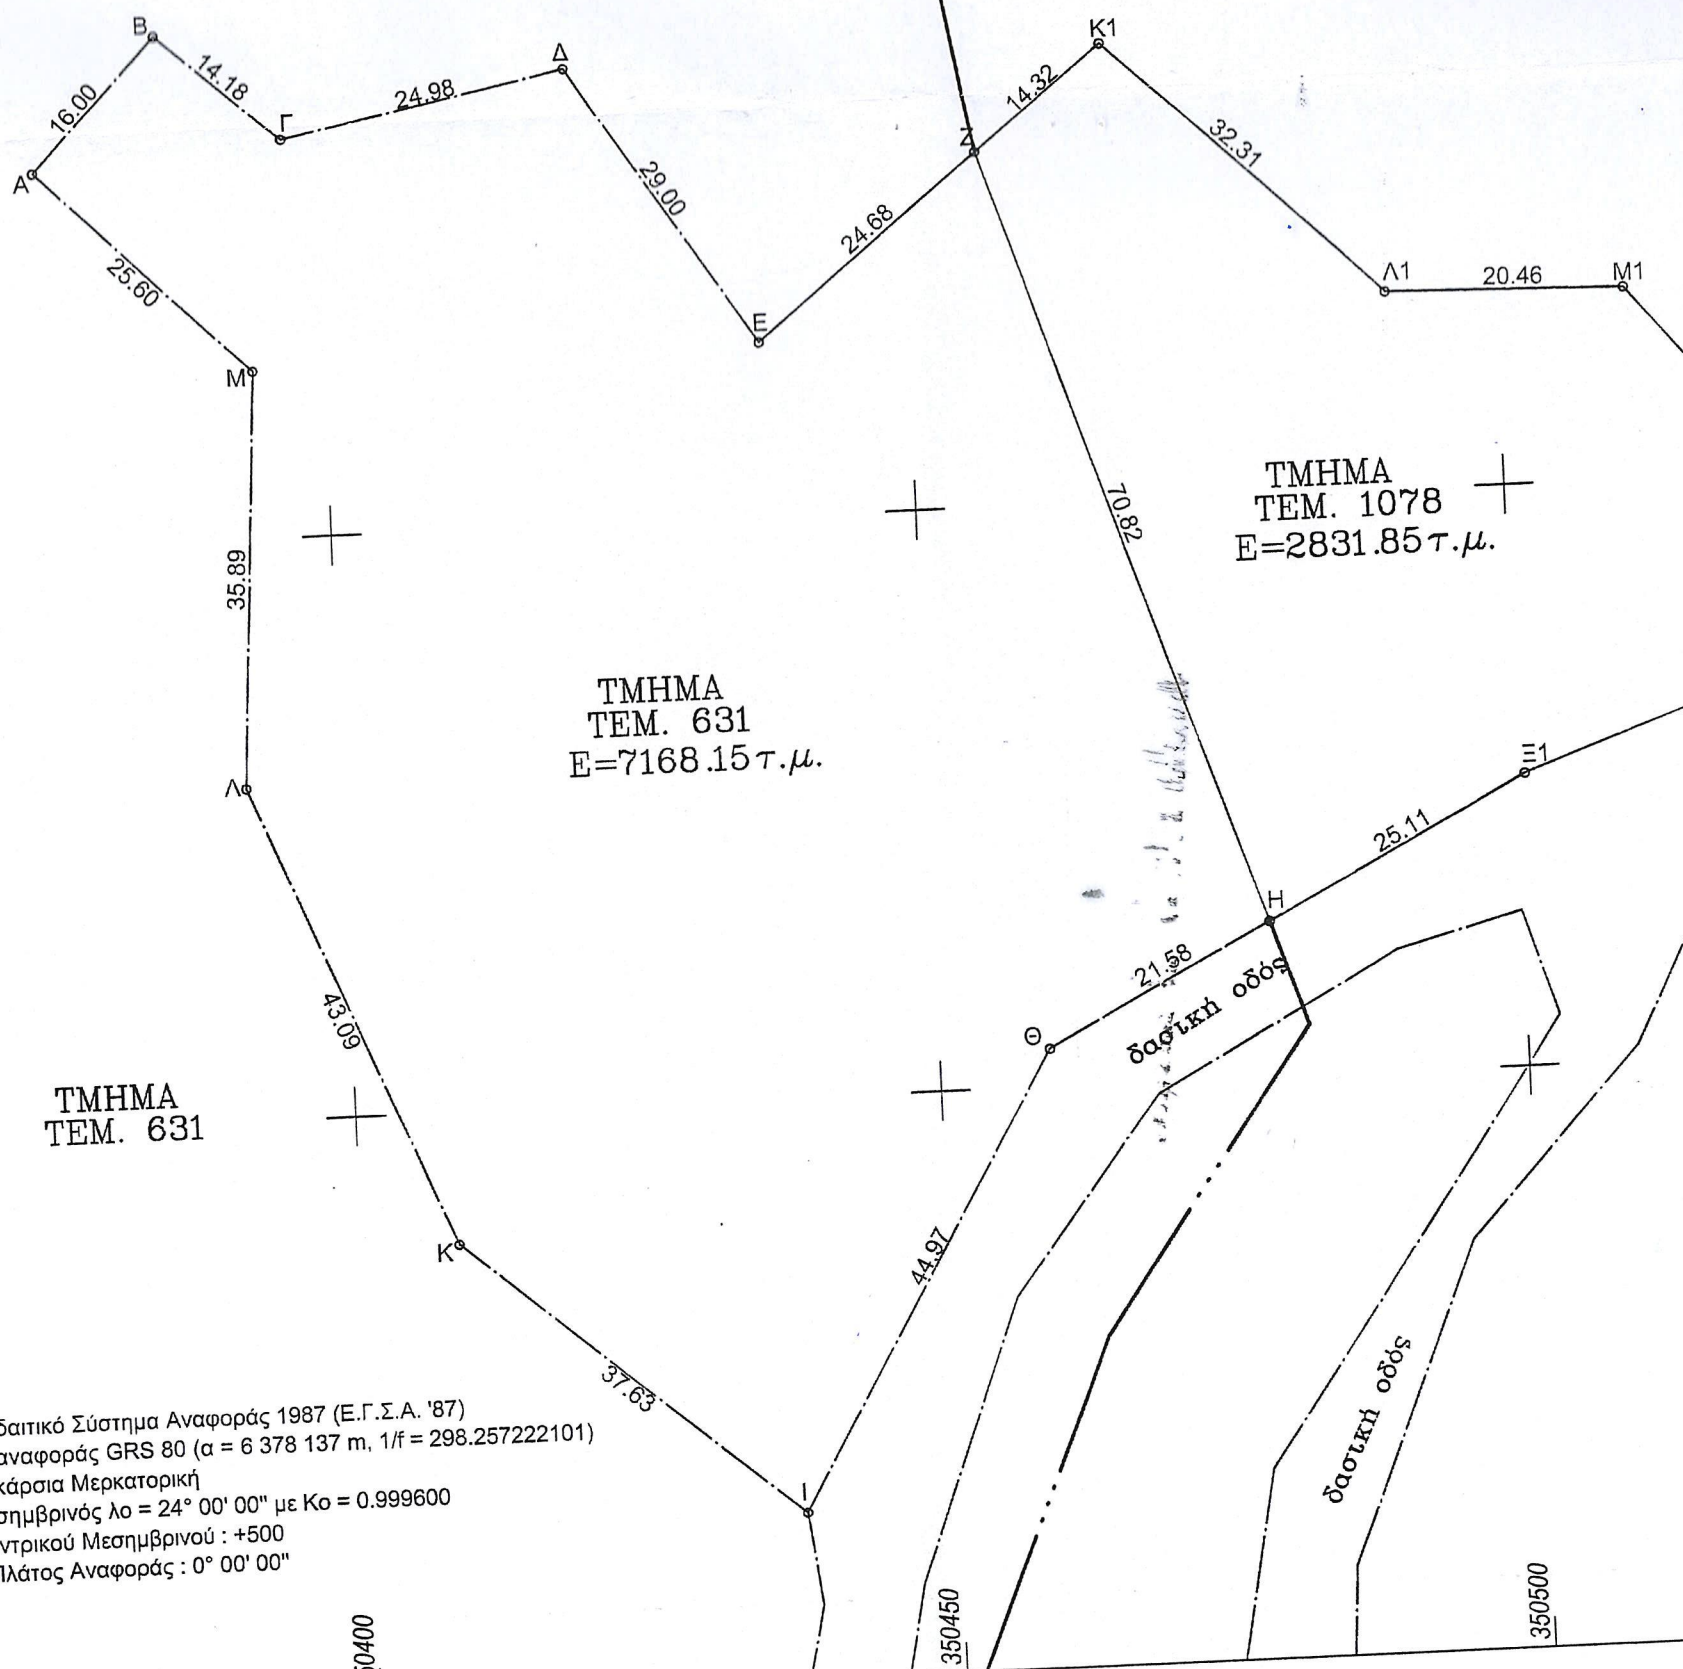 Β
Κ1
Δ
14.18
14.32
16.00
24.98
Γ
Ζ
32.31
Α
29.00
24.68
Λ1
20.46
Μ1
25.60
Ε
Μ
ΤΜΗΜΑ
ΤΕΜ. 1078
Ε=2831.85τ.μ.
70.82
35.89
ΤΜΗΜΑ
ΤΕΜ. 631
Ε=7168.15τ.μ.
Ξ1
Λ
25.11
Η
21.58
δασική οδός
43.09
Θ
ΤΜΗΜΑ
ΤΕΜ. 631
Κ
44.97
37.63
δασική οδός
δαιτικό Σύστημα Αναφοράς 1987 (Ε.Γ.Σ.Α. '87)
αναφοράς GRS 80 (α = 6 378 137 m, 1/f = 298.257222101)
κάρσια Μερκατορική
σημβρινός λο = 24° 00' 00" με Κο = 0.999600
ντρικού Μεσημβρινού : +500
Πλάτος Αναφοράς : 0° 00' 00"
Ι
50400
350450
350500